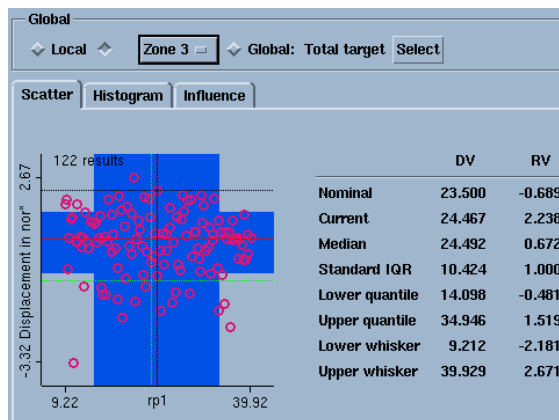 Global
Local Zone 3 Global: Total target Select
Scatter Histogram Influence
122 results
2.67
Displacement in nor*
-3.32
9.22 rp1 39.92
DV RV
Nominal 23.500 -0.689
Current 24.467 2.238
Median 24.492 0.672
Standard IQR 10.424 1.000
Lower quantile 14.098 -0.481
Upper quantile 34.946 1.519
Lower whisker 9.212 -2.181
Upper whisker 39.929 2.671